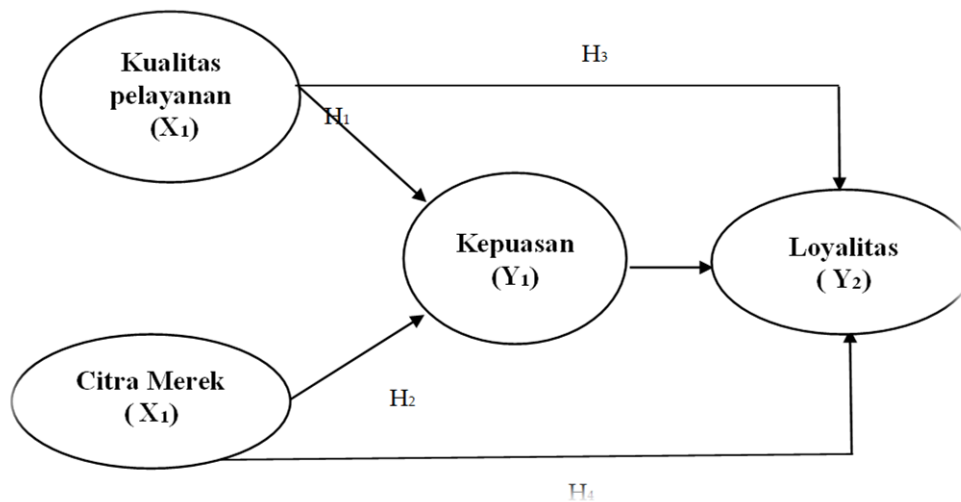 Kualitas
pelayanan
(X₁)
H₃
H₁
Kepuasan
(Y₁)
Loyalitas
( Y₂)
Citra Merek
( X₁)
H₂
H₄